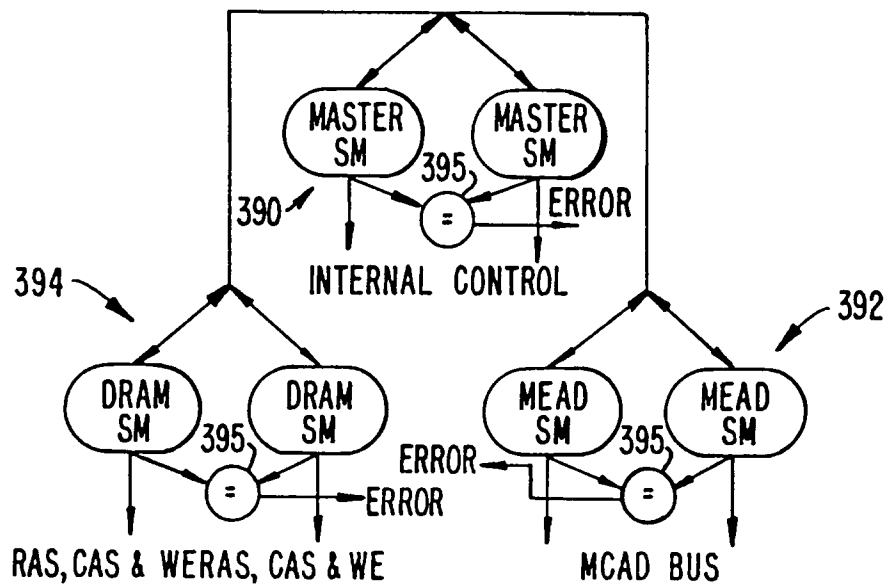 MASTER
SM
MASTER
SM
395
390
=
ERROR
INTERNAL CONTROL
394
392
DRAM
SM
DRAM
SM
MEAD
SM
MEAD
SM
395
395
=
ERROR
ERROR
=
RAS, CAS & WERAS, CAS & WE
MCAD BUS